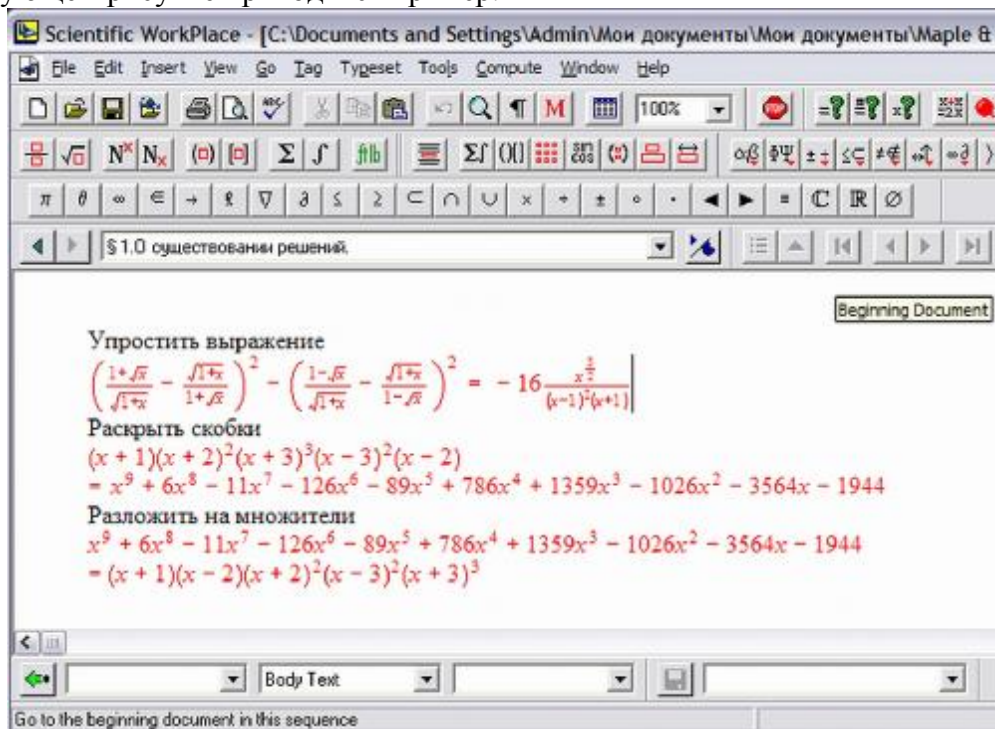 Scientific WorkPlace - [C:\Documents and Settings\Admin\Мои документы\Мои документы\Maple &
File Edit Insert View Go Tag Typeset Tools Compute Window Help
100%
§ 1.О существовании решений.
Beginning Document
Упростить выражение
((1+√x)/√(1+x) − √(1+x)/(1+√x))² − ((1−√x)/√(1+x) − √(1+x)/(1−√x))² = − 16 x^(3/2)/((x−1)²(x+1))
Раскрыть скобки
(x + 1)(x + 2)²(x + 3)³(x − 3)²(x − 2)
= x⁹ + 6x⁸ − 11x⁷ − 126x⁶ − 89x⁵ + 786x⁴ + 1359x³ − 1026x² − 3564x − 1944
Разложить на множители
x⁹ + 6x⁸ − 11x⁷ − 126x⁶ − 89x⁵ + 786x⁴ + 1359x³ − 1026x² − 3564x − 1944
= (x + 1)(x − 2)(x + 2)²(x − 3)²(x + 3)³
Body Text
Go to the beginning document in this sequence